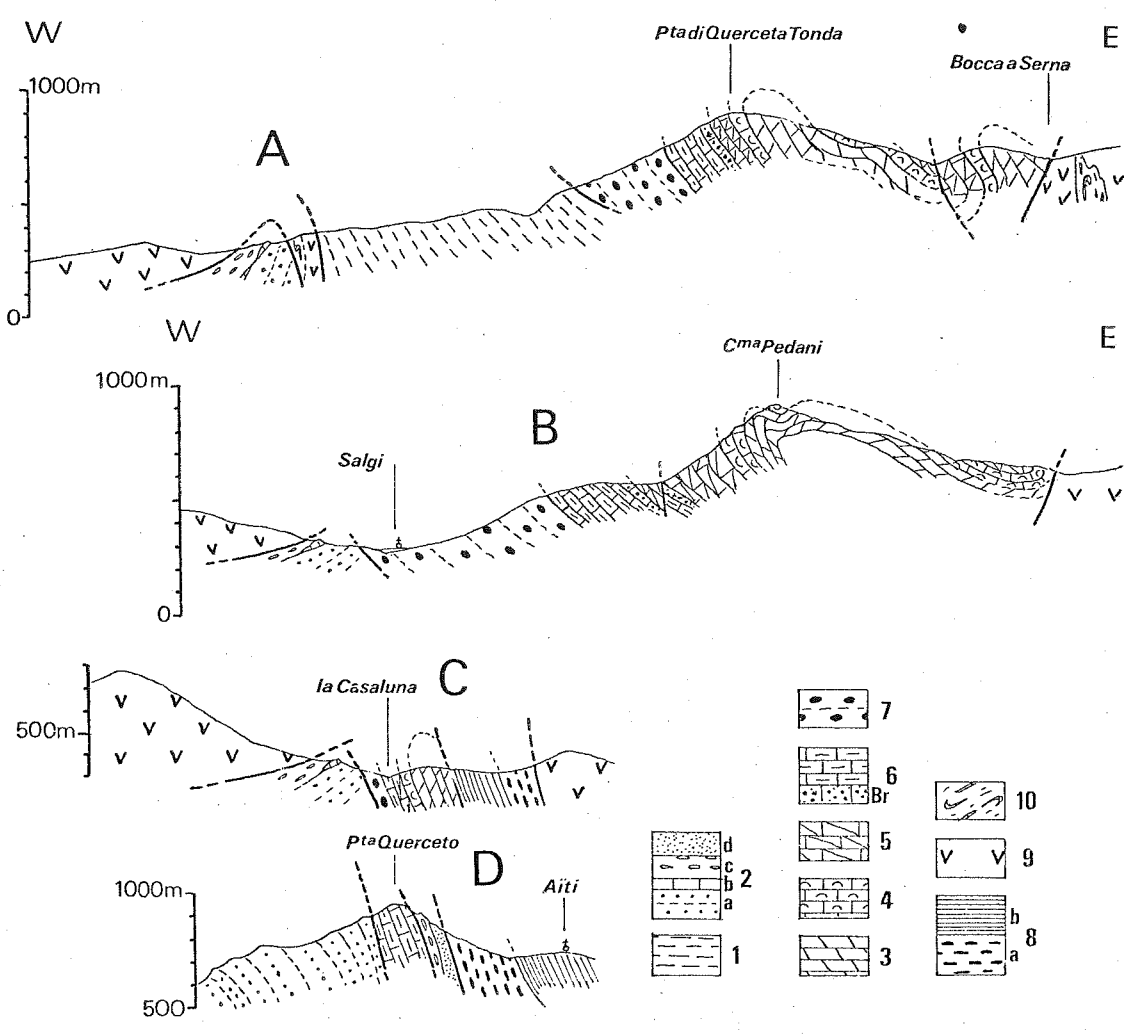 W
E
Pta di Querceta Tonda
Bocca a Serna
1000m
A
0
W
E
Cma Pedani
1000m
B
Salgi
0
C
la Casaluna
500m
Pta Querceto
D
Aïti
1000m
500
7
6
Br
5
4
3
d
c
b
a
2
1
10
9
b
a
8